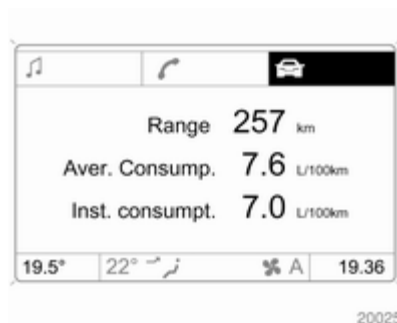 Range 257 km
Aver. Consump. 7.6 L/100km
Inst. consumpt. 7.0 L/100km
19.5° 22° A 19.36
20025